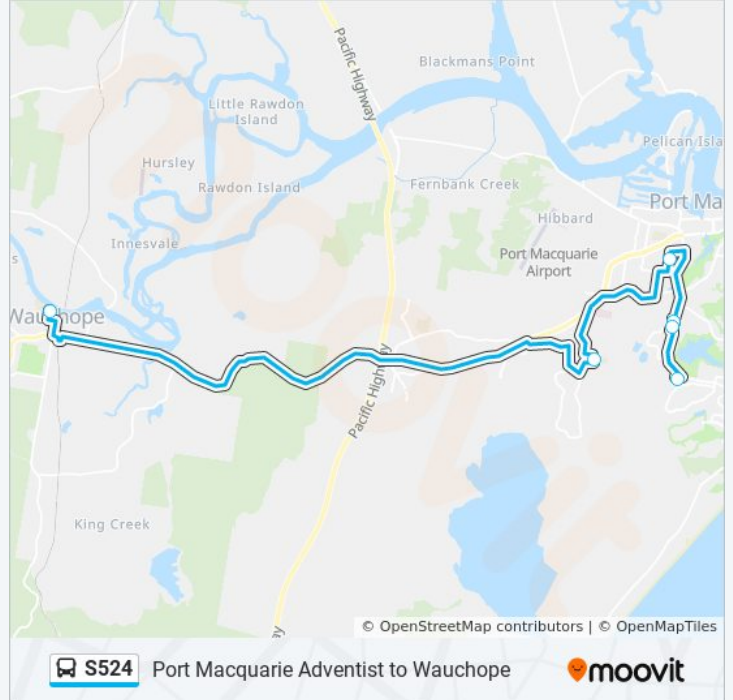 Pacific Highway
Blackmans Point
Little Rawdon
Island
Pelican Isla
Hursley
Rawdon Island
Fernbank Creek
Port Ma
Hibbard
Innesvale
Port Macquarie
Airport
s
Wauchope
Pacific Highway
King Creek
ay
© OpenStreetMap contributors | © OpenMapTiles
S524 Port Macquarie Adventist to Wauchope
moovit